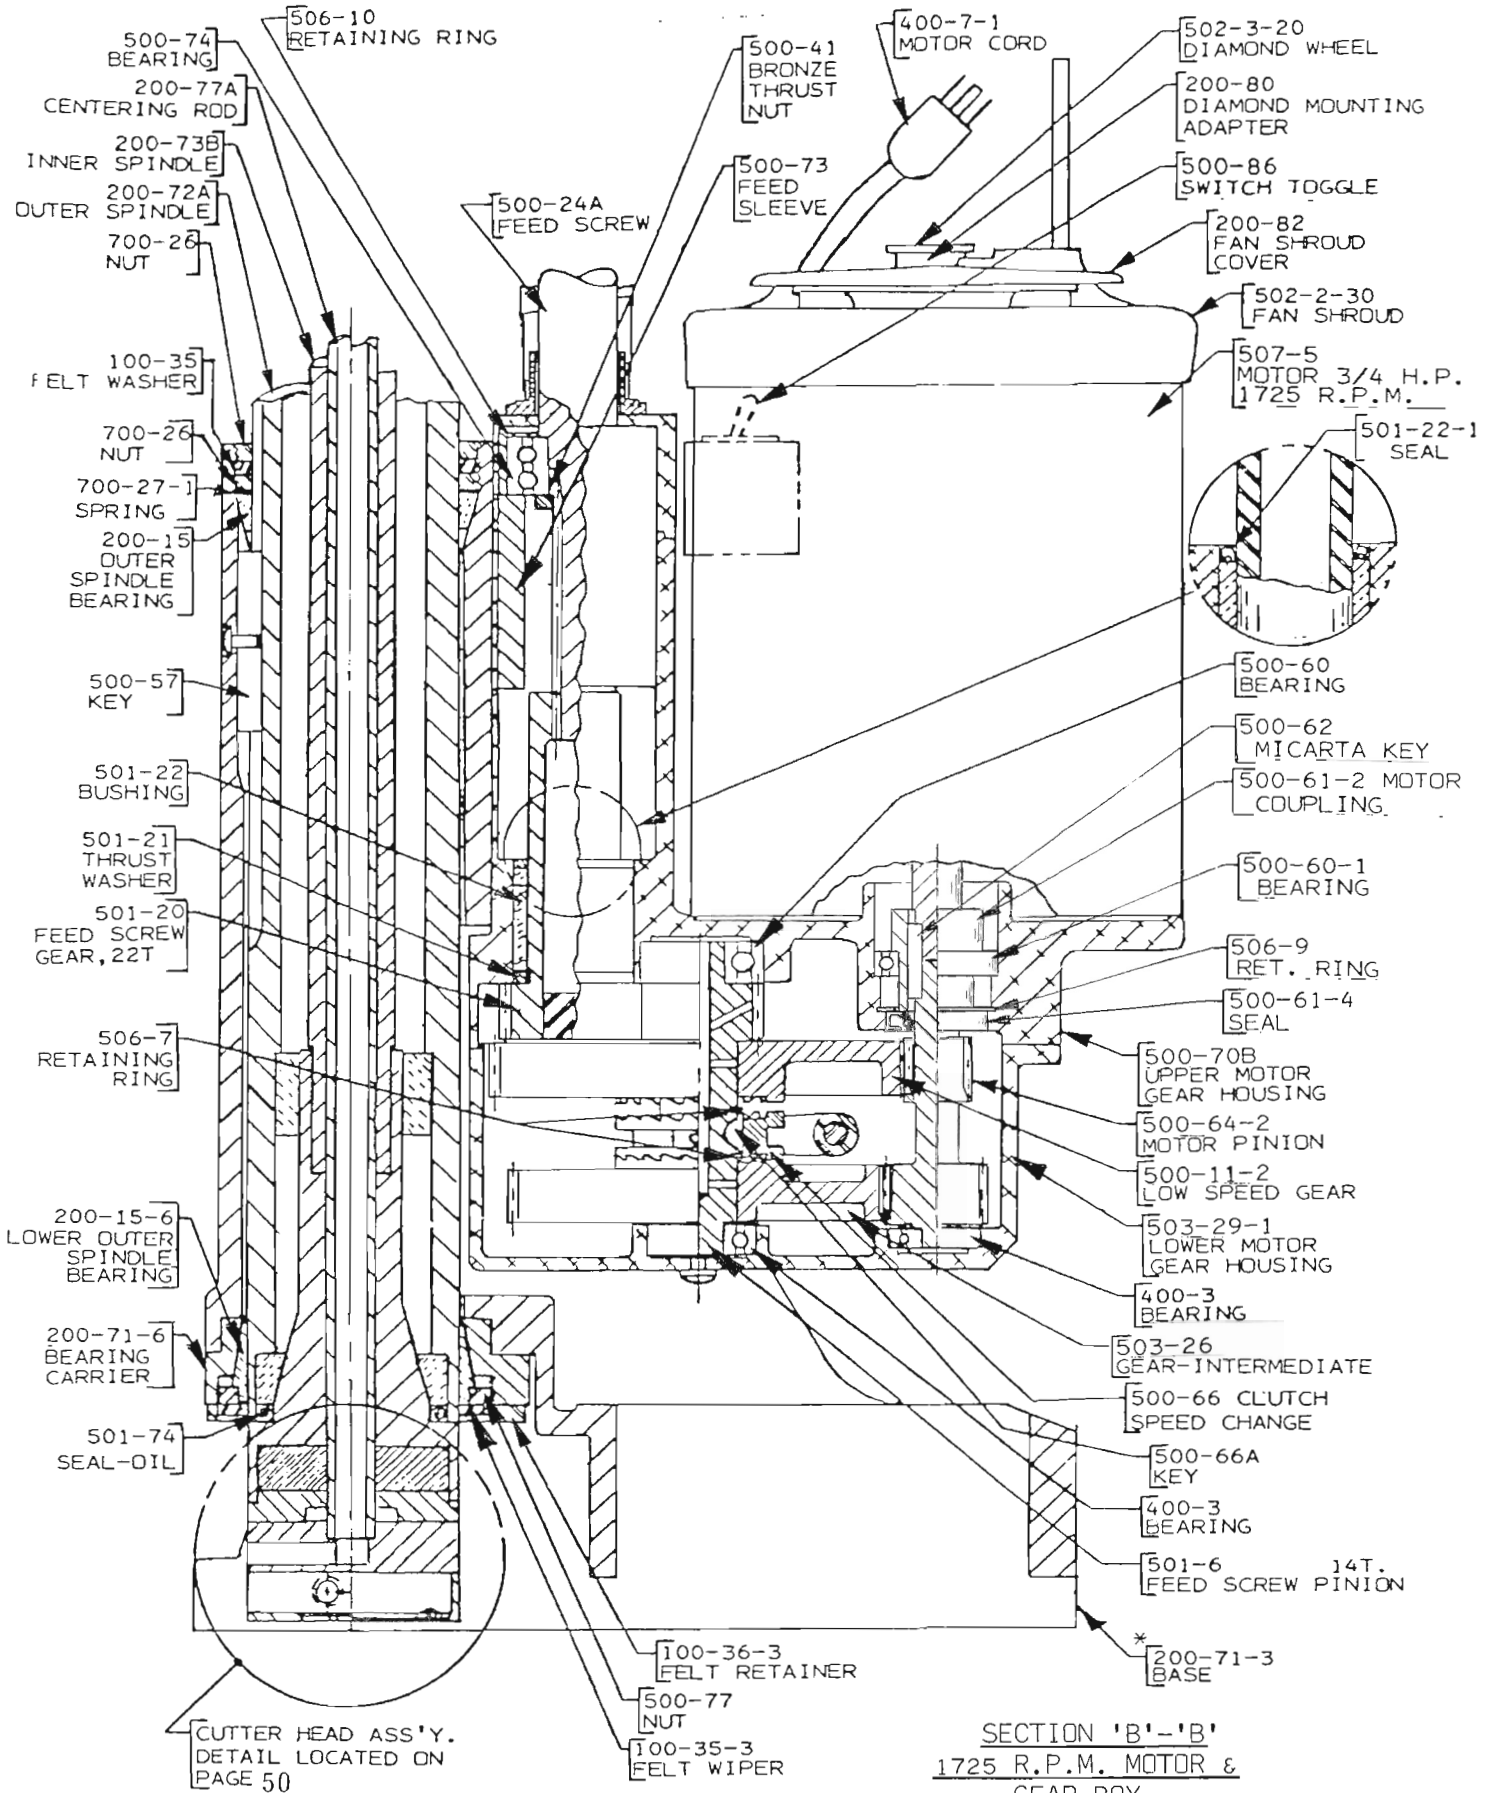 506-10
RETAINING RING
500-74
BEARING
200-77A
CENTERING ROD
200-73B
INNER SPINDLE
200-72A
OUTER SPINDLE
700-26
NUT
100-35
FELT WASHER
700-26
NUT
700-27-1
SPRING
200-15
OUTER
SPINDLE
BEARING
500-57
KEY
501-22
BUSHING
501-21
THRUST
WASHER
501-20
FEED SCREW
GEAR, 22T
506-7
RETAINING
RING
200-15-6
LOWER OUTER
SPINDLE
BEARING
200-71-6
BEARING
CARRIER
501-74
SEAL-OIL
CUTTER HEAD ASS'Y.
DETAIL LOCATED ON
PAGE 50
500-24A
FEED SCREW
500-41
BRONZE
THRUST
NUT
500-73
FEED
SLEEVE
400-7-1
MOTOR CORD
502-3-20
DIAMOND WHEEL
200-80
DIAMOND MOUNTING
ADAPTER
500-86
SWITCH TOGGLE
200-82
FAN SHROUD
COVER
502-2-30
FAN SHROUD
507-5
MOTOR 3/4 H.P.
1725 R.P.M.
501-22-1
SEAL
500-60
BEARING
500-62
MICARTA KEY
500-61-2 MOTOR
COUPLING
500-60-1
BEARING
506-9
RET. RING
500-61-4
SEAL
500-70B
UPPER MOTOR
GEAR HOUSING
500-64-2
MOTOR PINION
500-11-2
LOW SPEED GEAR
503-29-1
LOWER MOTOR
GEAR HOUSING
400-3
BEARING
503-26
GEAR-INTERMEDIATE
500-66 CLUTCH
SPEED CHANGE
500-66A
KEY
400-3
BEARING
501-6 14T.
FEED SCREW PINION
*
200-71-3
BASE
100-36-3
FELT RETAINER
500-77
NUT
100-35-3
FELT WIPER
SECTION 'B'-'B'
1725 R.P.M. MOTOR &
GEAR BOX